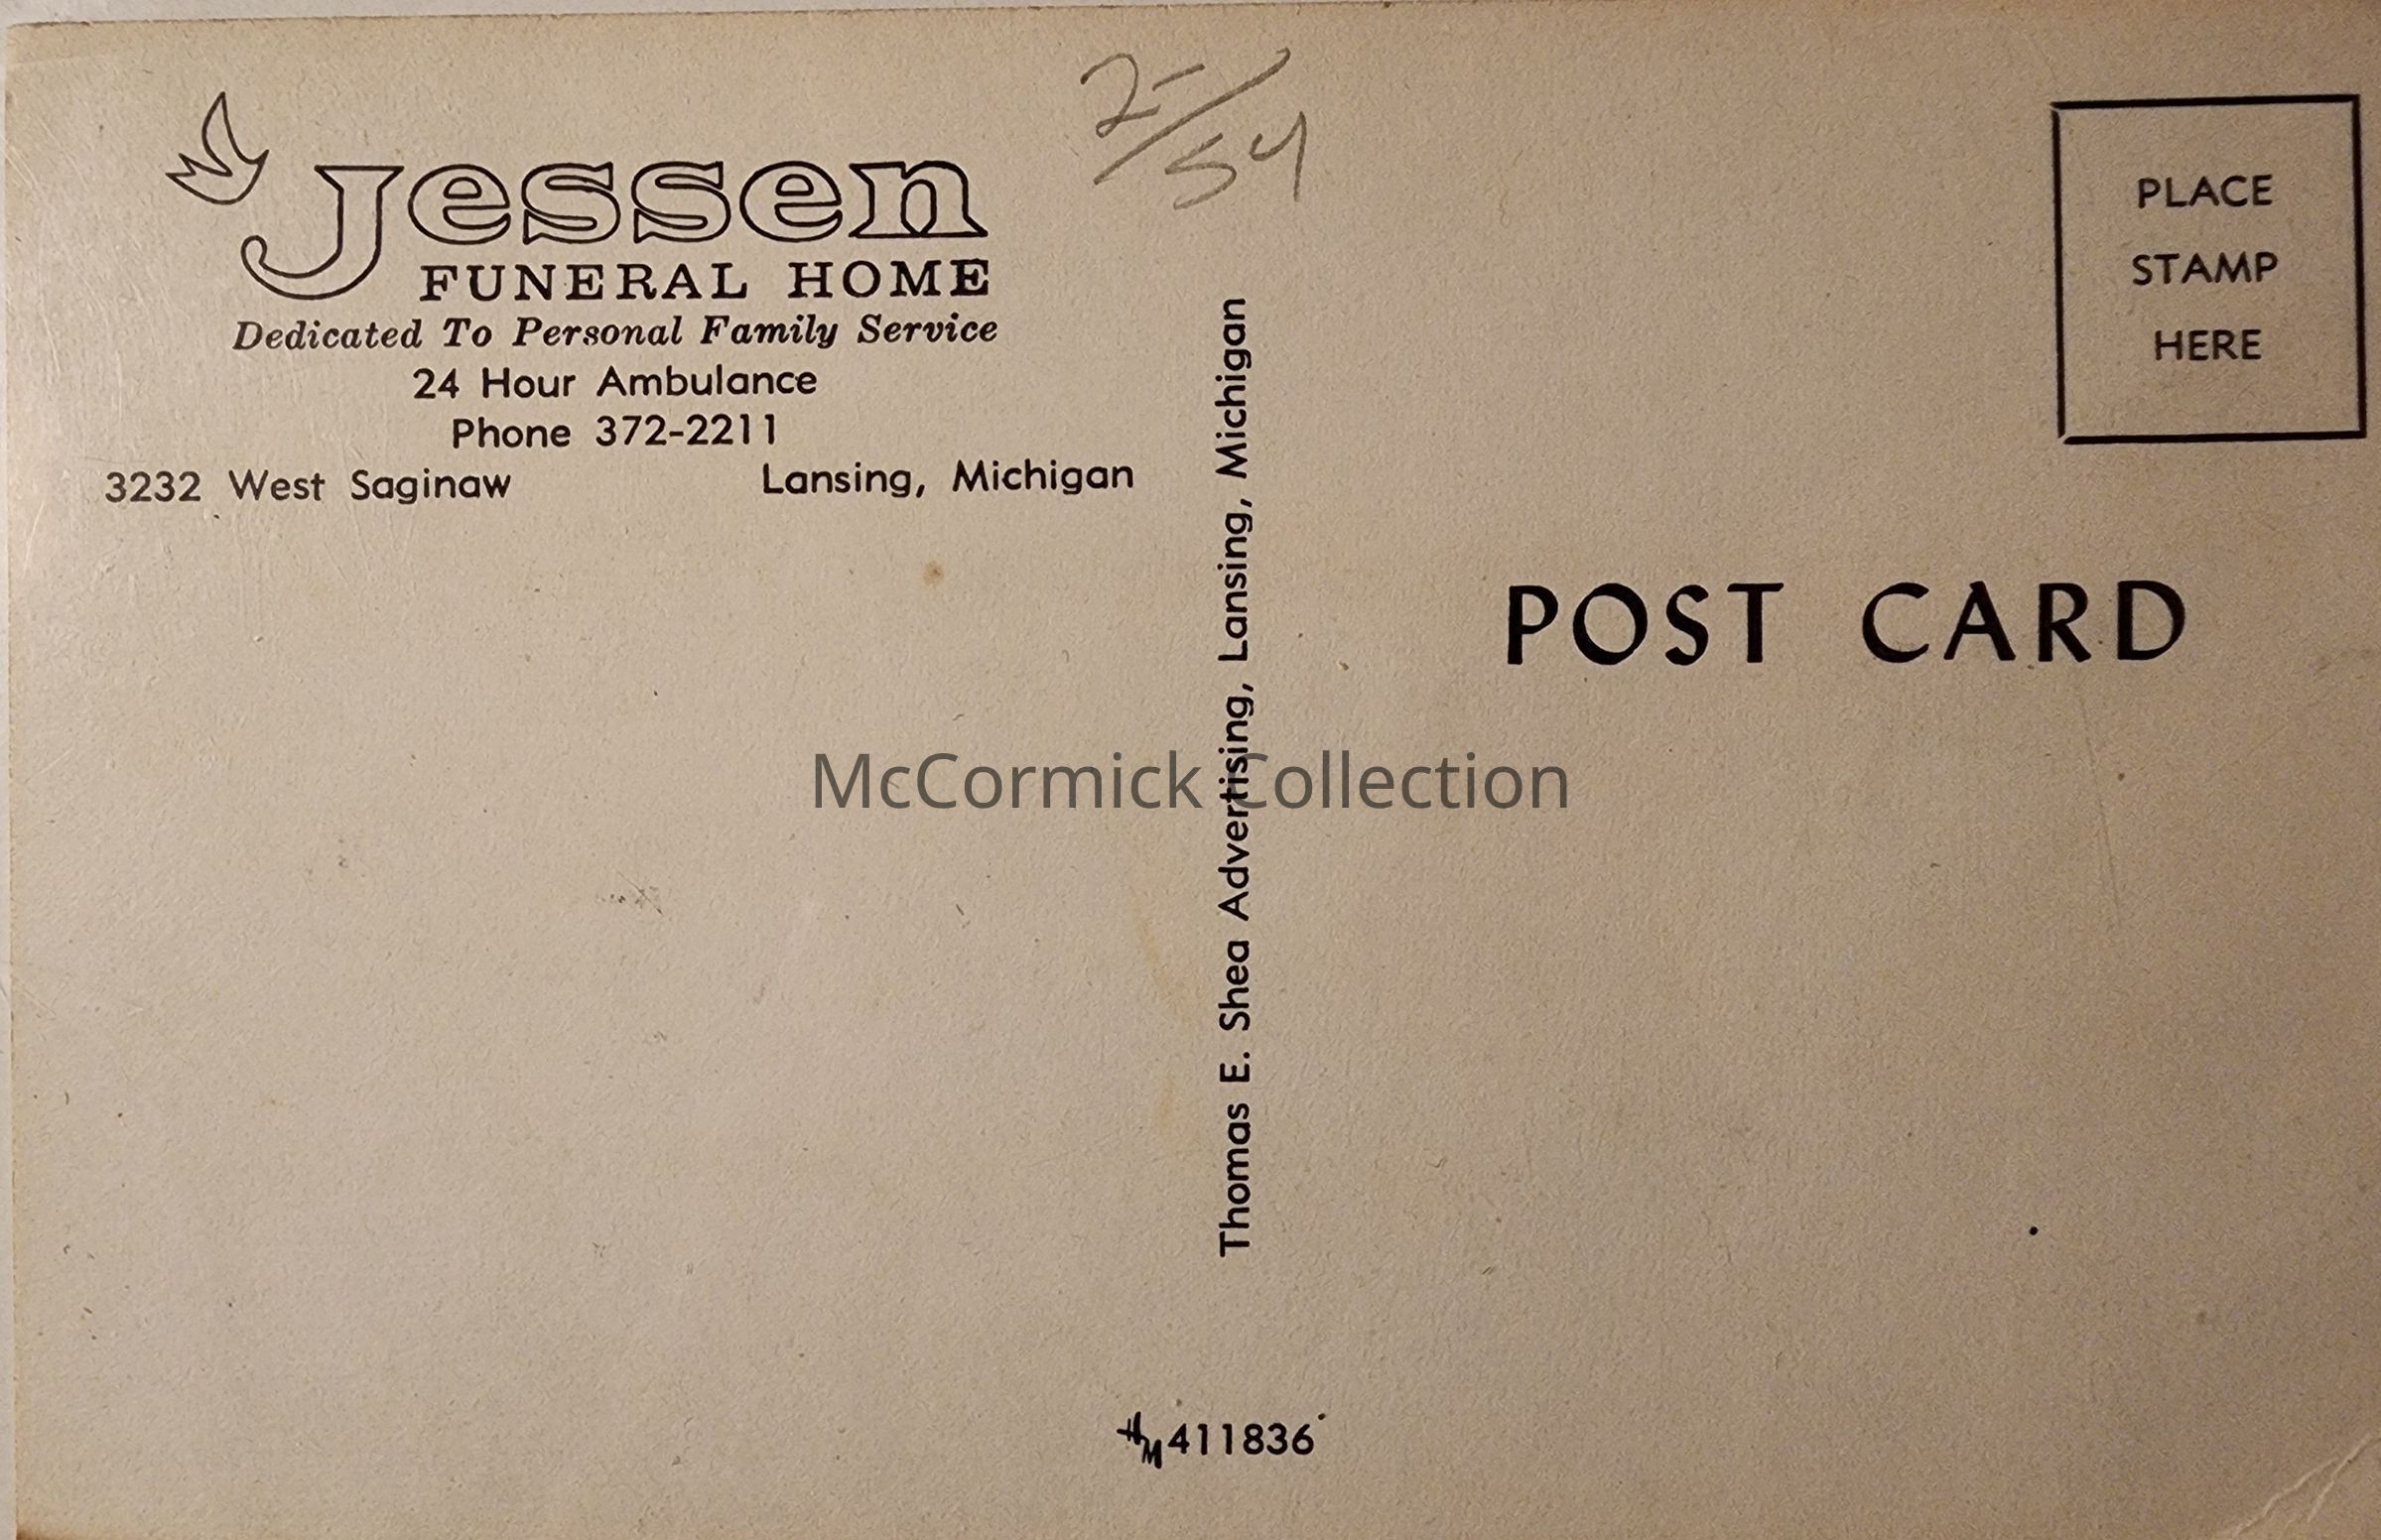 Jessen
FUNERAL HOME
Dedicated To Personal Family Service
24 Hour Ambulance
Phone 372-2211
3232 West Saginaw Lansing, Michigan
2/54
Thomas E. Shea Advertising, Lansing, Michigan
PLACE
STAMP
HERE
POST CARD
McCormick Collection
HM411836